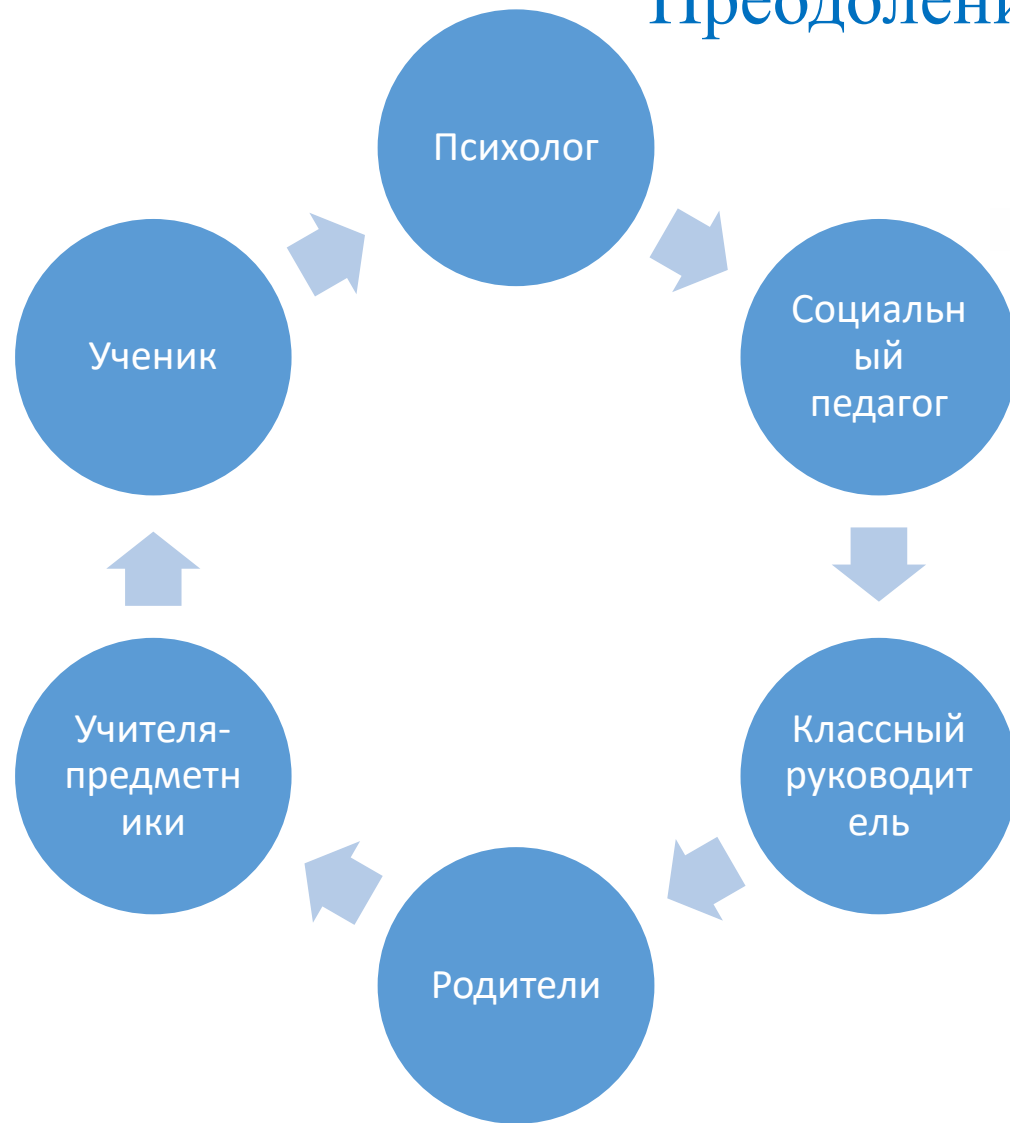 Психолог
Социальн
ый
педагог
Классный
руководит
ель
Родители
Учителя-
предметн
ики
Ученик